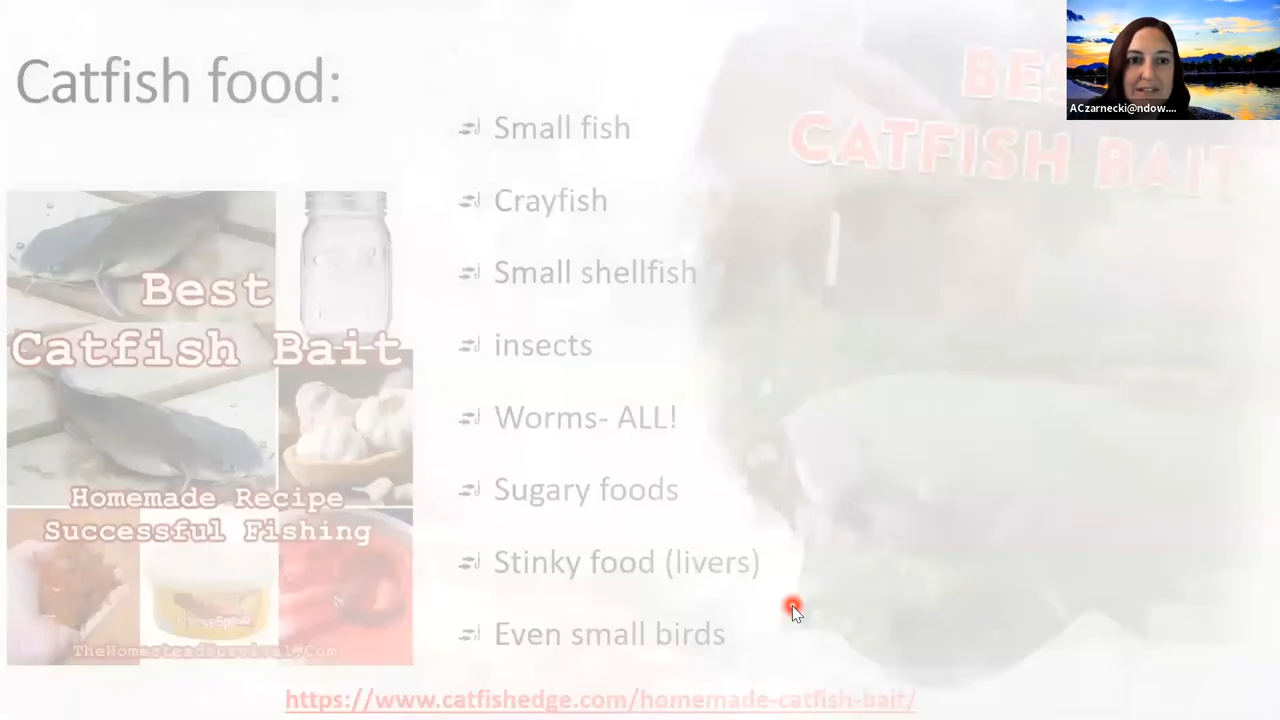 Catfish food:
Small fish
Crayfish
Small shellfish
insects
Worms- ALL!
Sugary foods
Stinky food (livers)
Even small birds
Best
Catfish Bait
Homemade Recipe
Successful Fishing
TheHomesteadSurvival.Com
https://www.catfishedge.com/homemade-catfish-bait/
CATFISH BAIT
ACzarnecki@ndow....